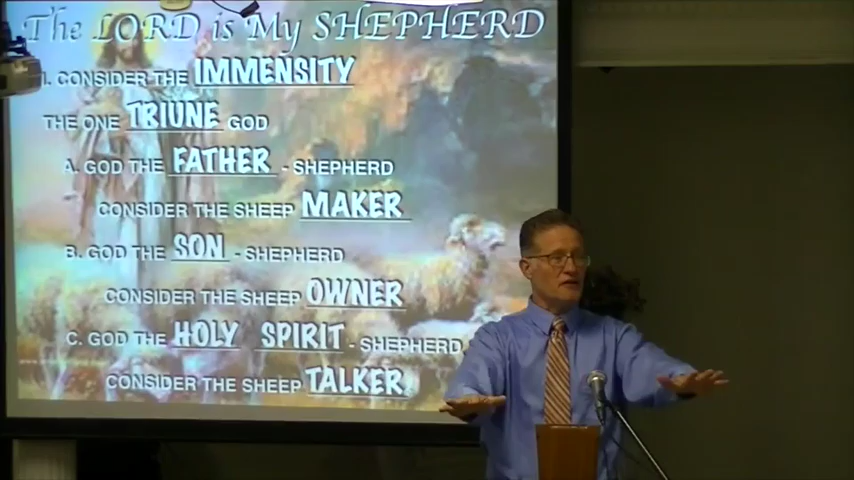 The LORD is My SHEPHERD
I. CONSIDER THE IMMENSITY
THE ONE TRIUNE GOD
A. GOD THE FATHER - SHEPHERD
CONSIDER THE SHEEP MAKER
B. GOD THE SON - SHEPHERD
CONSIDER THE SHEEP OWNER
C. GOD THE HOLY SPIRIT - SHEPHERD
CONSIDER THE SHEEP TALKER